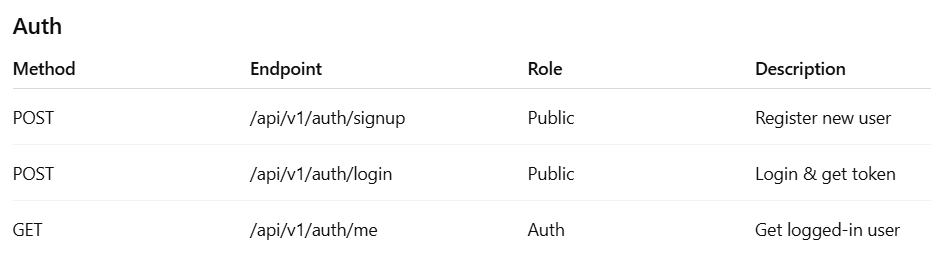 Auth
Method Endpoint Role Description
POST /api/v1/auth/signup Public Register new user
POST /api/v1/auth/login Public Login & get token
GET /api/v1/auth/me Auth Get logged-in user